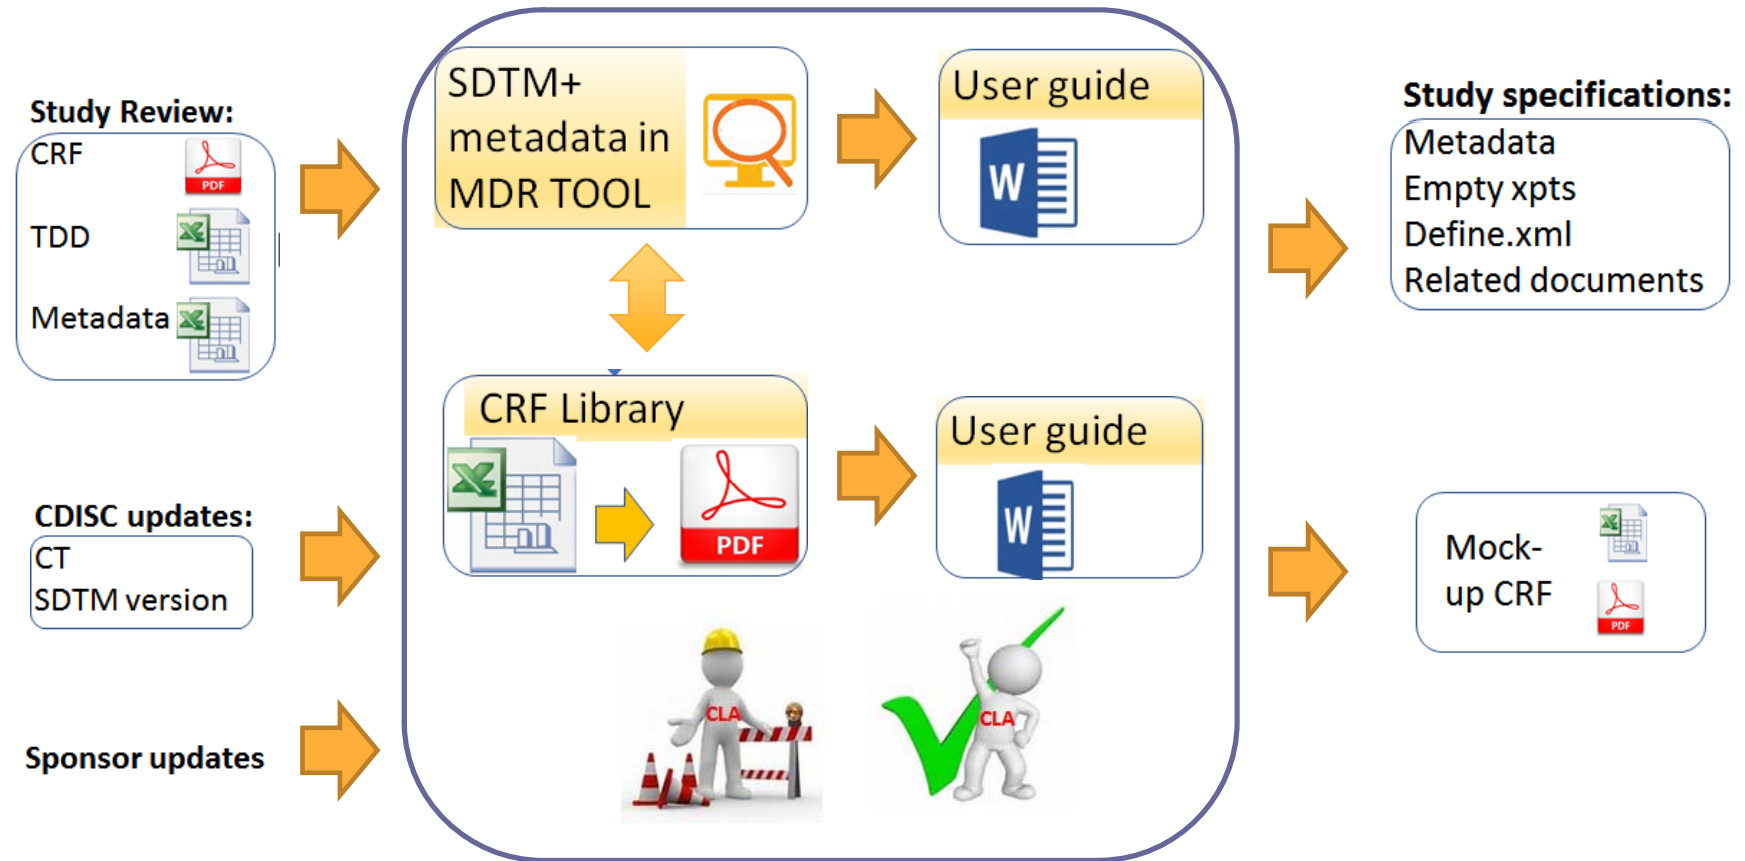 Study Review:
CRF
PDF
TDD
Metadata
CDISC updates:
CT
SDTM version
Sponsor updates
SDTM+
metadata in
MDR TOOL
User guide
W
CRF Library
PDF
User guide
W
CLA
CLA
Study specifications:
Metadata
Empty xpts
Define.xml
Related documents
Mock-
up CRF
PDF